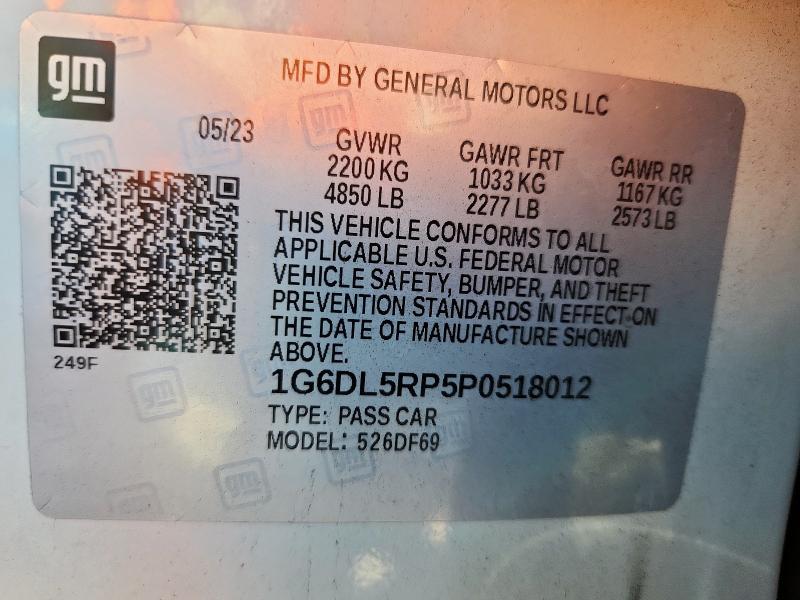 gm
MFD BY GENERAL MOTORS LLC
05/23
GVWR
2200 KG
4850 LB
GAWR FRT
1033 KG
2277 LB
GAWR RR
1167 KG
2573 LB
THIS VEHICLE CONFORMS TO ALL
APPLICABLE U.S. FEDERAL MOTOR
VEHICLE SAFETY, BUMPER, AND THEFT
PREVENTION STANDARDS IN EFFECT ON
THE DATE OF MANUFACTURE SHOWN
ABOVE.
249F
1G6DL5RP5P0518012
TYPE: PASS CAR
MODEL: 526DF69